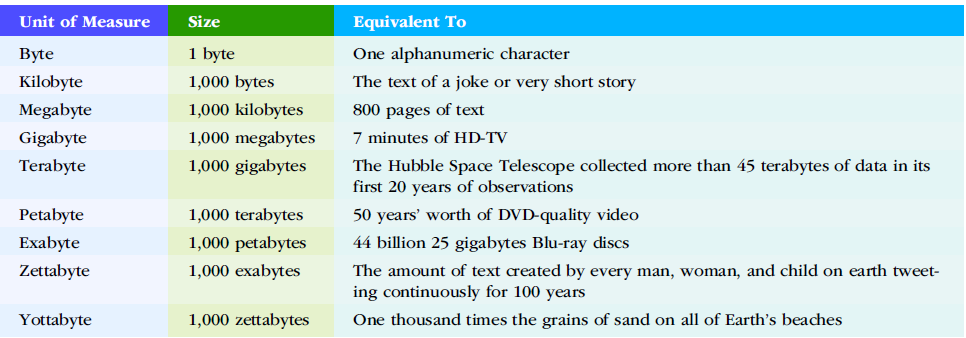 Unit of Measure Size Equivalent To
Byte 1 byte One alphanumeric character
Kilobyte 1,000 bytes The text of a joke or very short story
Megabyte 1,000 kilobytes 800 pages of text
Gigabyte 1,000 megabytes 7 minutes of HD-TV
Terabyte 1,000 gigabytes The Hubble Space Telescope collected more than 45 terabytes of data in its
first 20 years of observations
Petabyte 1,000 terabytes 50 years’ worth of DVD-quality video
Exabyte 1,000 petabytes 44 billion 25 gigabytes Blu-ray discs
Zettabyte 1,000 exabytes The amount of text created by every man, woman, and child on earth tweet-
ing continuously for 100 years
Yottabyte 1,000 zettabytes One thousand times the grains of sand on all of Earth’s beaches